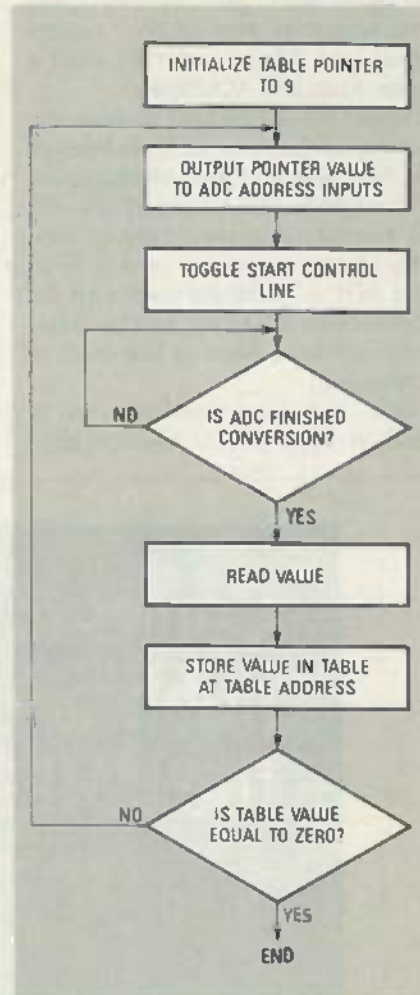 INITIALIZE TABLE POINTER
TO 9
OUTPUT POINTER VALUE
TO ADC ADDRESS INPUTS
TOGGLE START CONTROL
LINE
IS ADC FINISHED
CONVERSION?
NO
YES
READ VALUE
STORE VALUE IN TABLE
AT TABLE ADDRESS
IS TABLE VALUE
EQUAL TO ZERO?
NO
YES
END